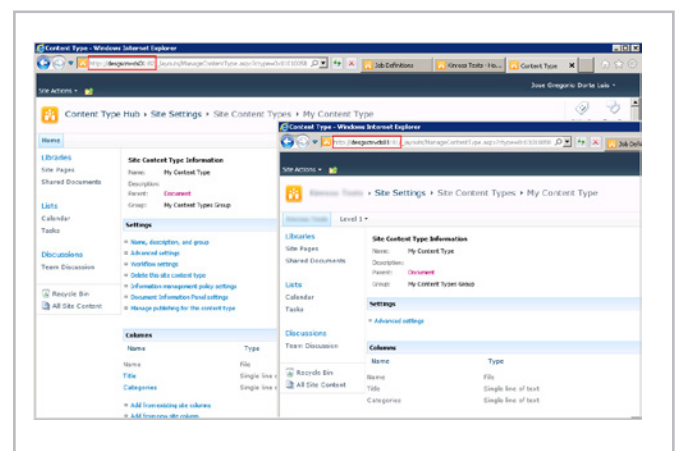 Content Type - Windows Internet Explorer
Job Definitions
Content Type
Site Actions
Jose Gregorio Dorta Luis
Content Type Hub › Site Settings › Site Content Types › My Content Type
Home
Libraries
Site Pages
Shared Documents
Lists
Calendar
Tasks
Discussions
Team Discussion
Recycle Bin
All Site Content
Site Content Type Information
Name: My Content Type
Description:
Parent: Document
Group: My Content Types Group
Settings
Name, description, and group
Advanced settings
Workflow settings
Delete this site content type
Information management policy settings
Document Information Panel settings
Manage publishing for this content type
Columns
Name Type
Name File
Title Single line
Categories Single line
Add from existing site columns
Add from new site column
Content Type - Windows Internet Explorer
Site Actions
› Site Settings › Site Content Types › My Content Type
Level 1
Libraries
Site Pages
Shared Documents
Lists
Calendar
Tasks
Discussions
Team Discussion
Recycle Bin
All Site Content
Site Content Type Information
Name: My Content Type
Description:
Parent: Document
Group: My Content Types Group
Settings
Advanced settings
Columns
Name Type
Name File
Title Single line of text
Categories Single line of text